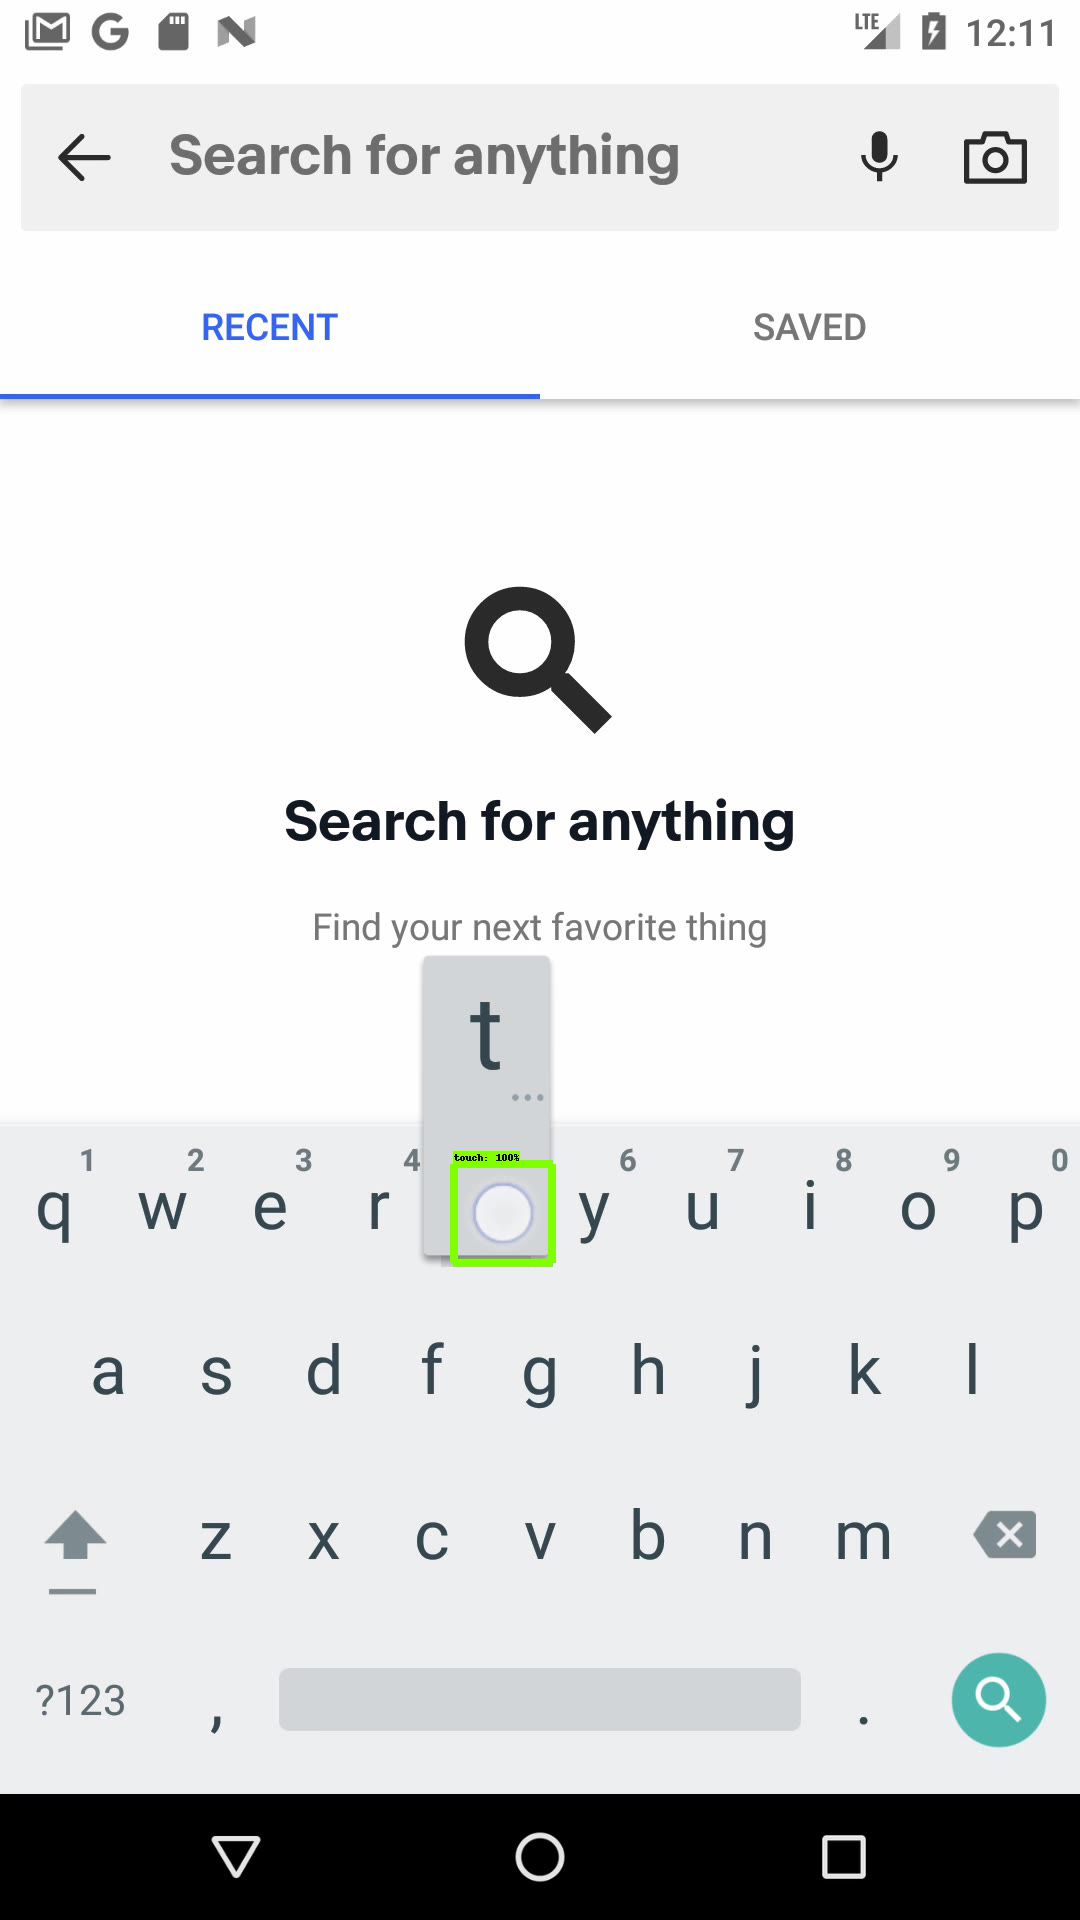 LTE 12:11
Search for anything
RECENT SAVED
Search for anything
Find your next favorite thing
t
...
touch: 100%
1 2 3 4 6 7 8 9 0
q w e r y u i o p
a s d f g h j k l
z x c v b n m
?123 , .